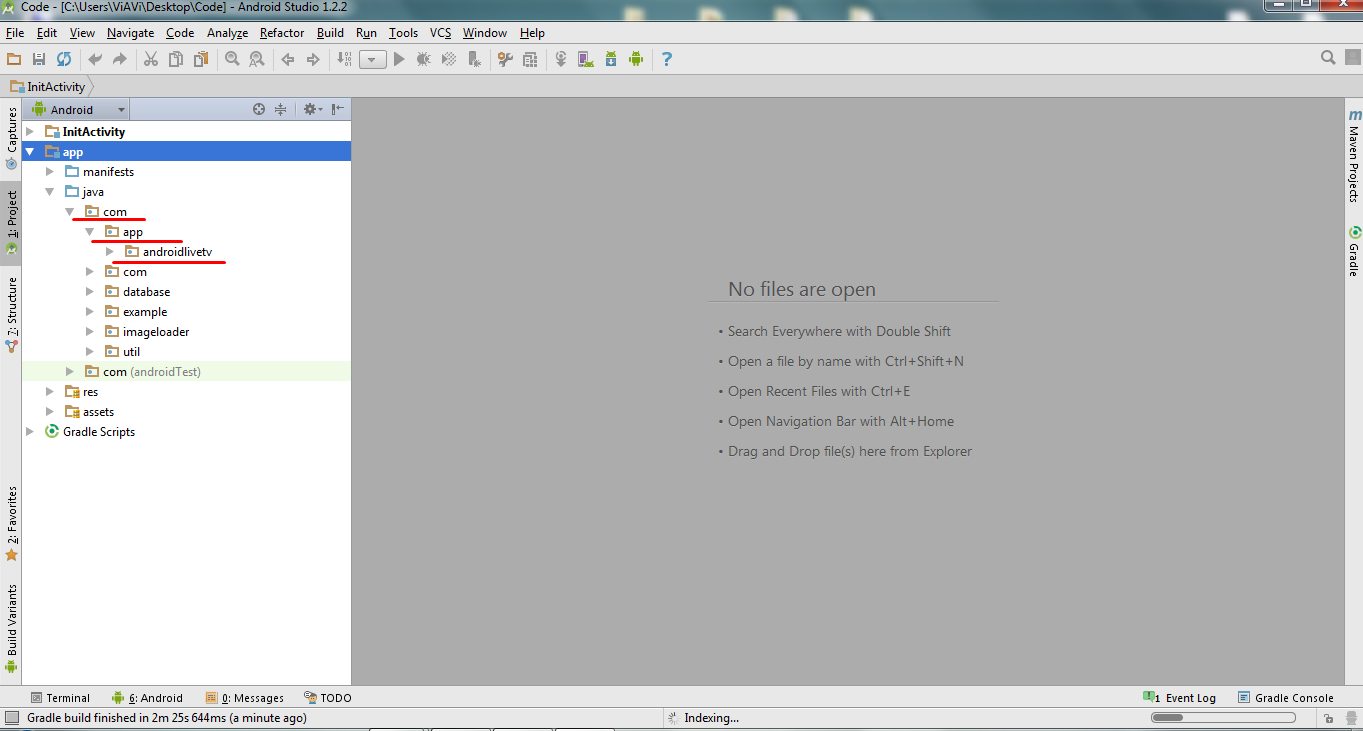 Code - [C:\Users\ViAVi\Desktop\Code] - Android Studio 1.2.2
File Edit View Navigate Code Analyze Refactor Build Run Tools VCS Window Help
InitActivity
Captures
1: Project
7: Structure
2: Favorites
Build Variants
Android
InitActivity
app
manifests
java
com
app
androidlivetv
com
database
example
imageloader
util
com (androidTest)
res
assets
Gradle Scripts
No files are open
• Search Everywhere with Double Shift
• Open a file by name with Ctrl+Shift+N
• Open Recent Files with Ctrl+E
• Open Navigation Bar with Alt+Home
• Drag and Drop file(s) here from Explorer
m
Maven Projects
Gradle
Terminal 6: Android 0: Messages TODO 1 Event Log Gradle Console
Gradle build finished in 2m 25s 644ms (a minute ago) Indexing...